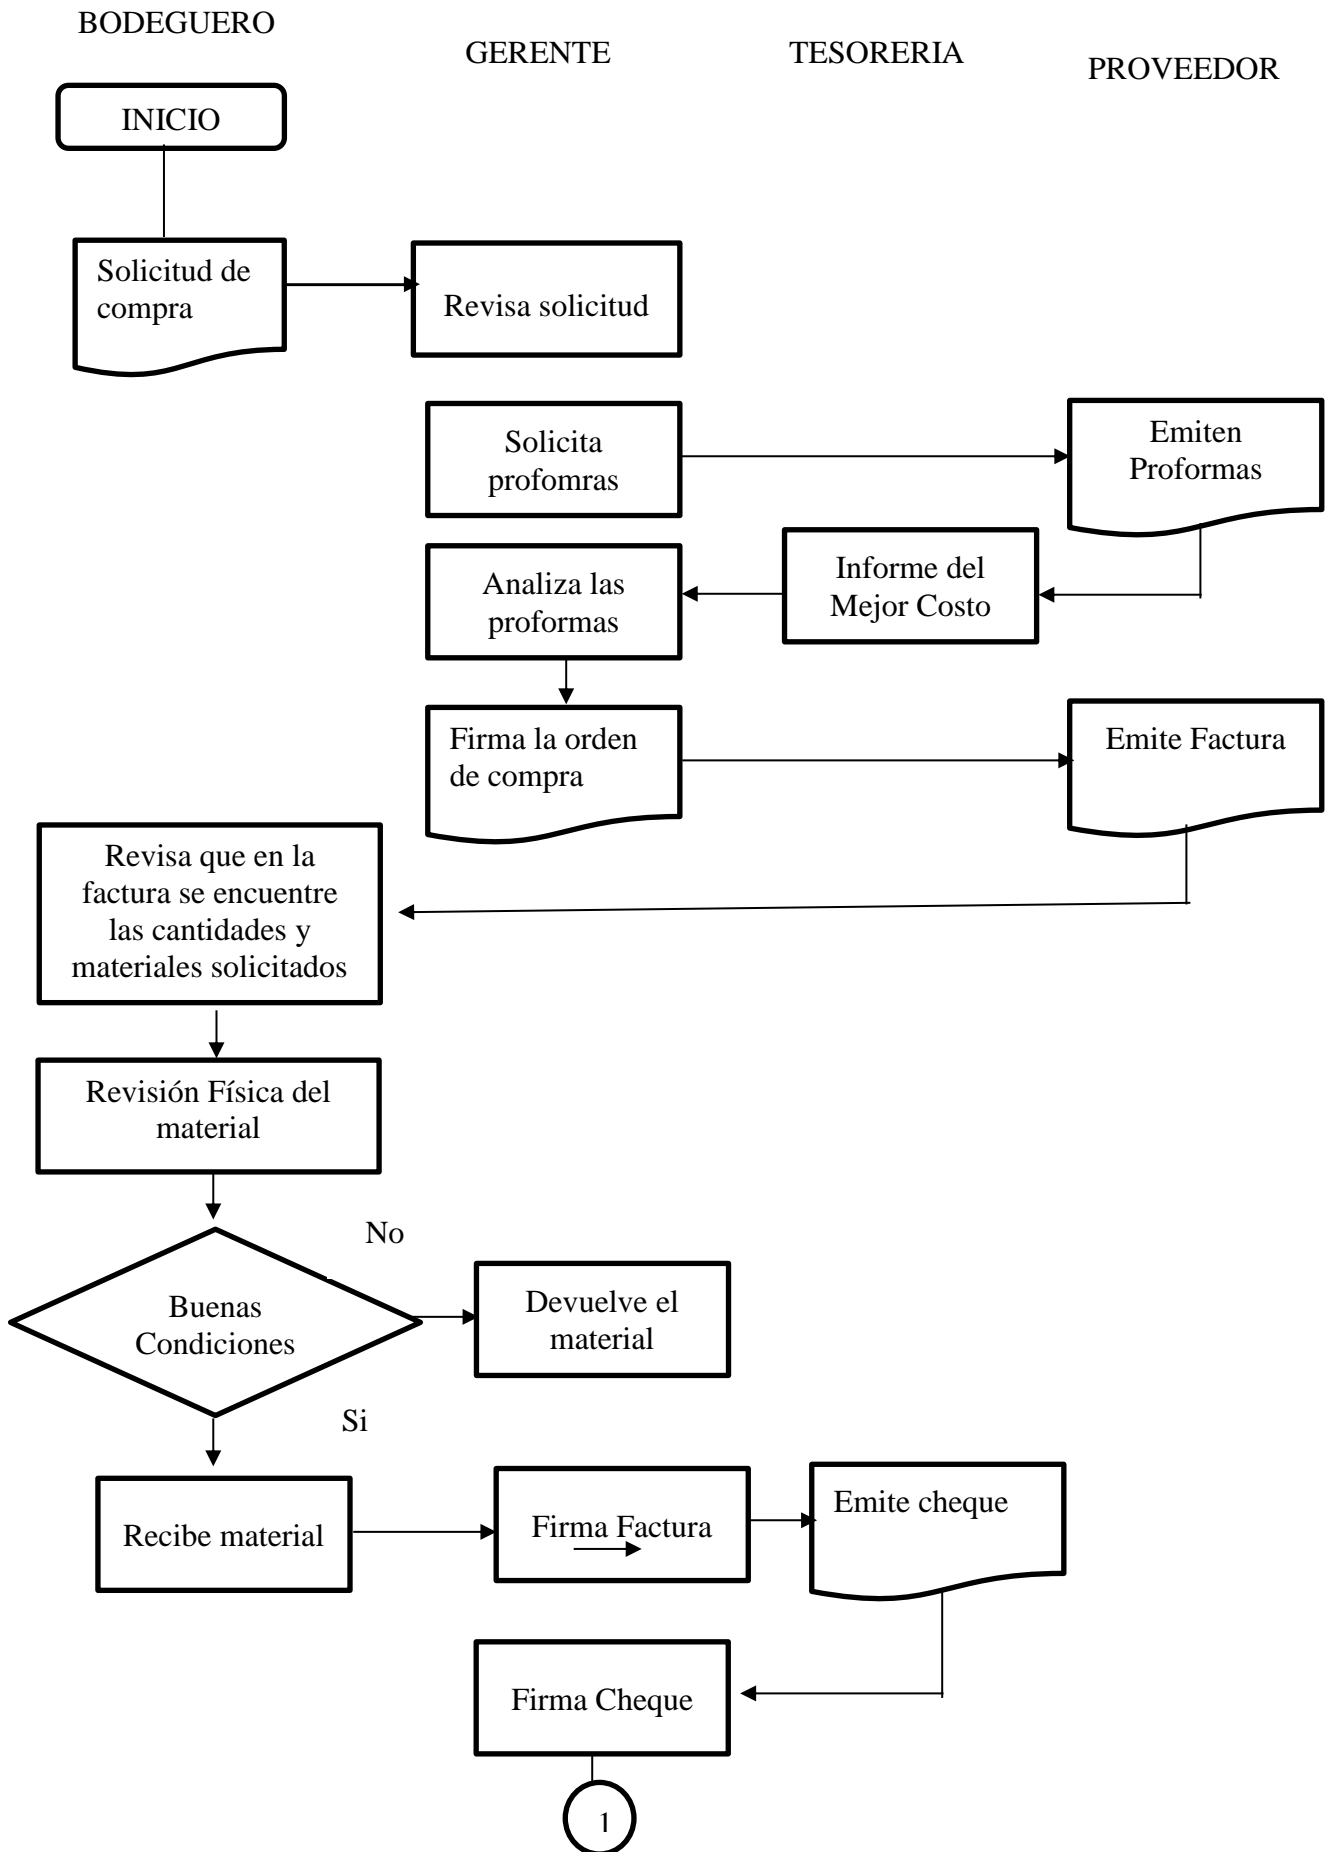 BODEGUERO
GERENTE
TESORERIA
PROVEEDOR
INICIO
Solicitud de
compra
Revisa solicitud
Solicita
profomras
Emiten
Proformas
Analiza las
proformas
Informe del
Mejor Costo
Firma la orden
de compra
Emite Factura
Revisa que en la
factura se encuentre
las cantidades y
materiales solicitados
Revisión Física del
material
No
Buenas
Condiciones
Devuelve el
material
Si
Recibe material
Firma Factura
Emite cheque
Firma Cheque
1